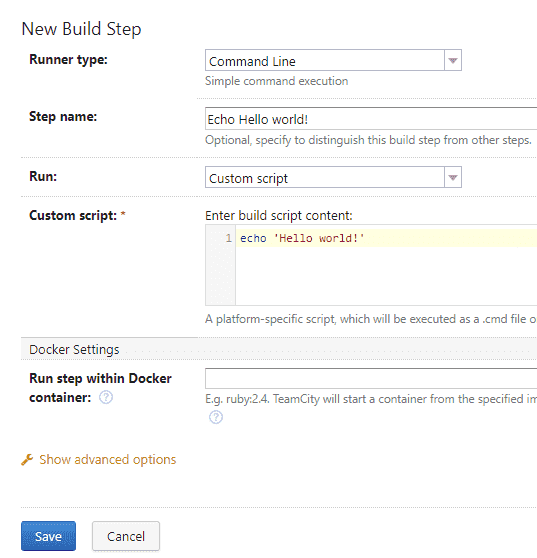 New Build Step
Runner type:
Command Line
Simple command execution
Step name:
Echo Hello world!
Optional, specify to distinguish this build step from other steps.
Run:
Custom script
Custom script: *
Enter build script content:
1 echo 'Hello world!'
A platform-specific script, which will be executed as a .cmd file o
Docker Settings
Run step within Docker
container: ?
E.g. ruby:2.4. TeamCity will start a container from the specified im
?
Show advanced options
Save Cancel